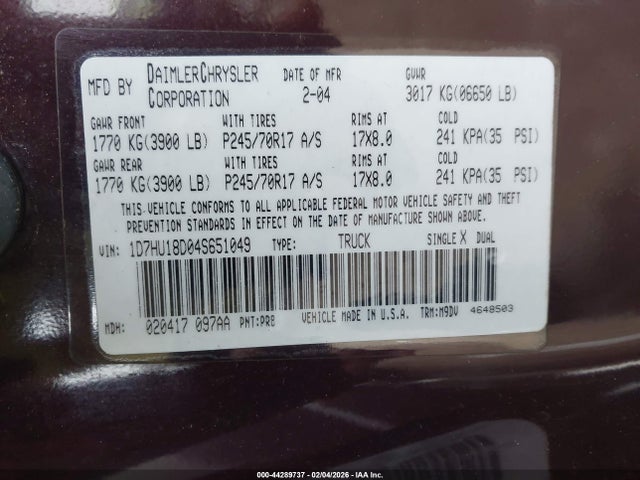 MFD BY DAIMLERCHRYSLER CORPORATION DATE OF MFR 2-04 GVWR 3017 KG(06650 LB)
GAWR FRONT WITH TIRES RIMS AT COLD
1770 KG(3900 LB) P245/70R17 A/S 17X8.0 241 KPA(35 PSI)
GAWR REAR WITH TIRES RIMS AT COLD
1770 KG(3900 LB) P245/70R17 A/S 17X8.0 241 KPA(35 PSI)
THIS VEHICLE CONFORMS TO ALL APPLICABLE FEDERAL MOTOR VEHICLE SAFETY AND THEFT
PREVENTION STANDARDS IN EFFECT ON THE DATE OF MANUFACTURE SHOWN ABOVE.
VIN: 1D7HU18D04S651049 TYPE: TRUCK SINGLE X DUAL
MDH: 020417 097AA PNT:PR8 VEHICLE MADE IN U.S.A. TRM:M9DV 4648503
000-44289737 - 02/04/2026 - IAA Inc.